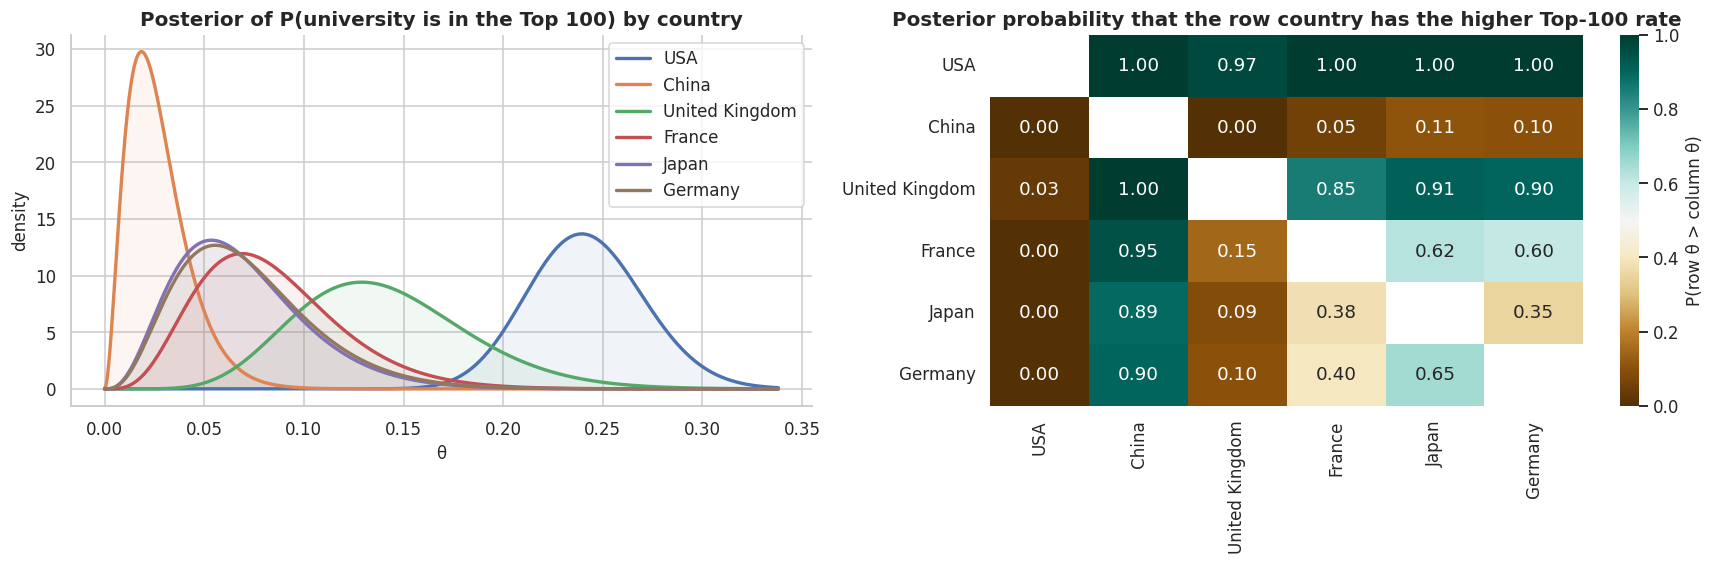 Posterior of P(university is in the Top 100) by country
30
25
20
15
10
5
0
density
0.00 0.05 0.10 0.15 0.20 0.25 0.30 0.35
θ
USA
China
United Kingdom
France
Japan
Germany
Posterior probability that the row country has the higher Top-100 rate
USA 1.00 0.97 1.00 1.00 1.00
China 0.00 0.00 0.05 0.11 0.10
United Kingdom 0.03 1.00 0.85 0.91 0.90
France 0.00 0.95 0.15 0.62 0.60
Japan 0.00 0.89 0.09 0.38 0.35
Germany 0.00 0.90 0.10 0.40 0.65
USA China United Kingdom France Japan Germany
1.0
0.8
0.6
0.4
0.2
0.0
P(row θ > column θ)